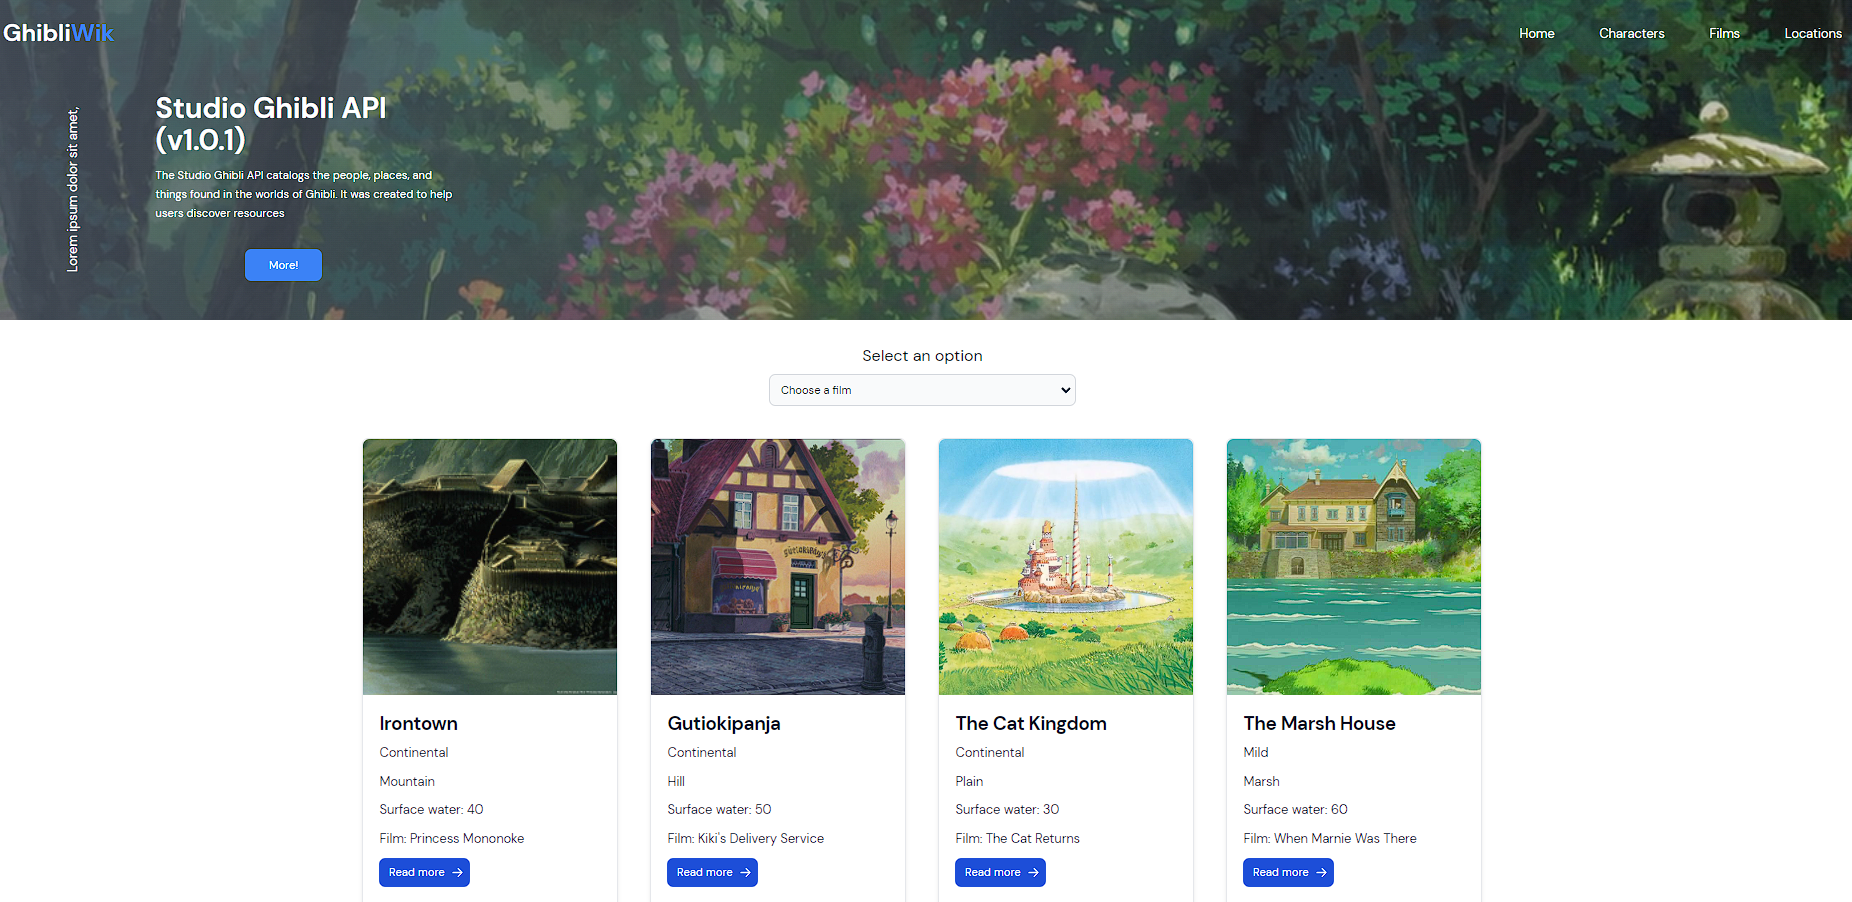 GhibliWik
Home
Characters
Films
Locations
Lorem ipsum dolor sit amet,
Studio Ghibli API
(v1.0.1)
The Studio Ghibli API catalogs the people, places, and
things found in the worlds of Ghibli. It was created to help
users discover resources
More!
Select an option
Choose a film
GÜTIOKIPÄNJÄ
KIPÄNJÄ
Irontown
Continental
Mountain
Surface water: 40
Film: Princess Mononoke
Read more
Gutiokipanja
Continental
Hill
Surface water: 50
Film: Kiki's Delivery Service
Read more
The Cat Kingdom
Continental
Plain
Surface water: 30
Film: The Cat Returns
Read more
The Marsh House
Mild
Marsh
Surface water: 60
Film: When Marnie Was There
Read more